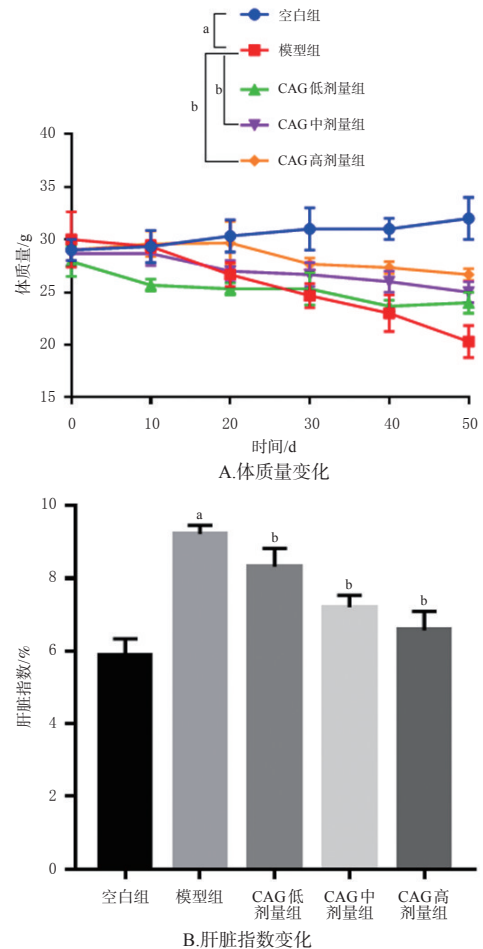 a
b
b
空白组
模型组
CAG低剂量组
CAG中剂量组
CAG高剂量组
体质量/g
40
35
30
25
20
15
0
10
20
30
40
50
时间/d
A.体质量变化
肝脏指数/%
10
8
6
4
2
0
a
b
b
b
空白组
模型组
CAG低
剂量组
CAG中
剂量组
CAG高
剂量组
B.肝脏指数变化